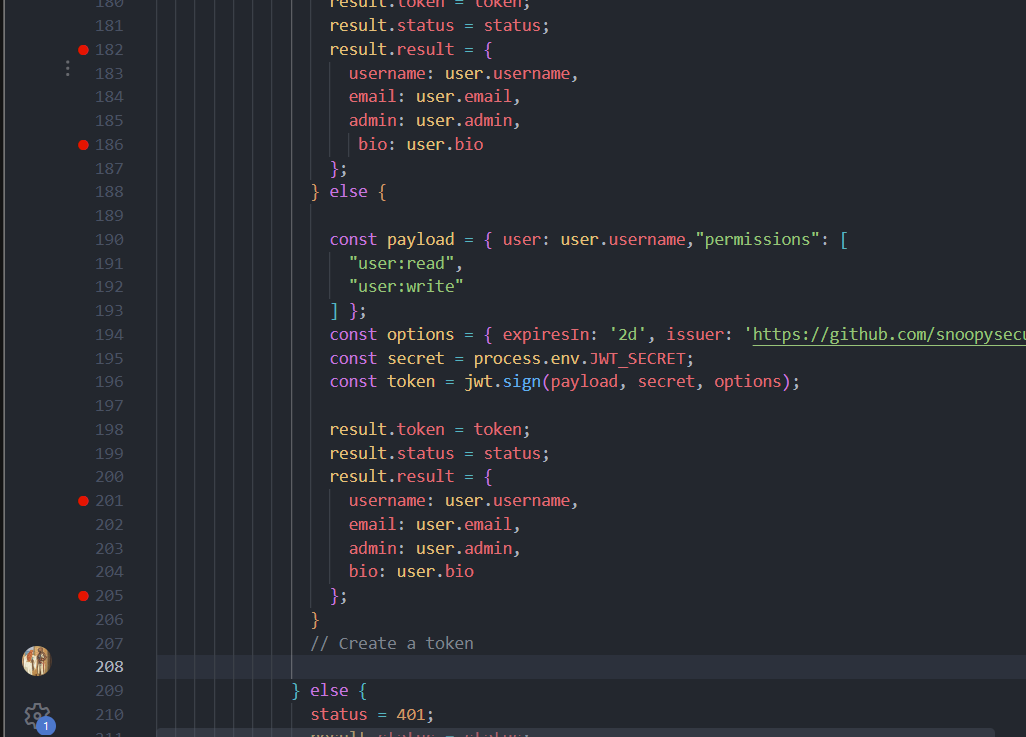 180 result.token = token;
181 result.status = status;
182 result.result = {
183 username: user.username,
184 email: user.email,
185 admin: user.admin,
186 bio: user.bio
187 };
188 } else {
189
190 const payload = { user: user.username,"permissions": [
191 "user:read",
192 "user:write"
193 ] };
194 const options = { expiresIn: '2d', issuer: 'https://github.com/snoopysecu
195 const secret = process.env.JWT_SECRET;
196 const token = jwt.sign(payload, secret, options);
197
198 result.token = token;
199 result.status = status;
200 result.result = {
201 username: user.username,
202 email: user.email,
203 admin: user.admin,
204 bio: user.bio
205 };
206 }
207 // Create a token
208
209 } else {
210 status = 401;
211 result.status = status;
1